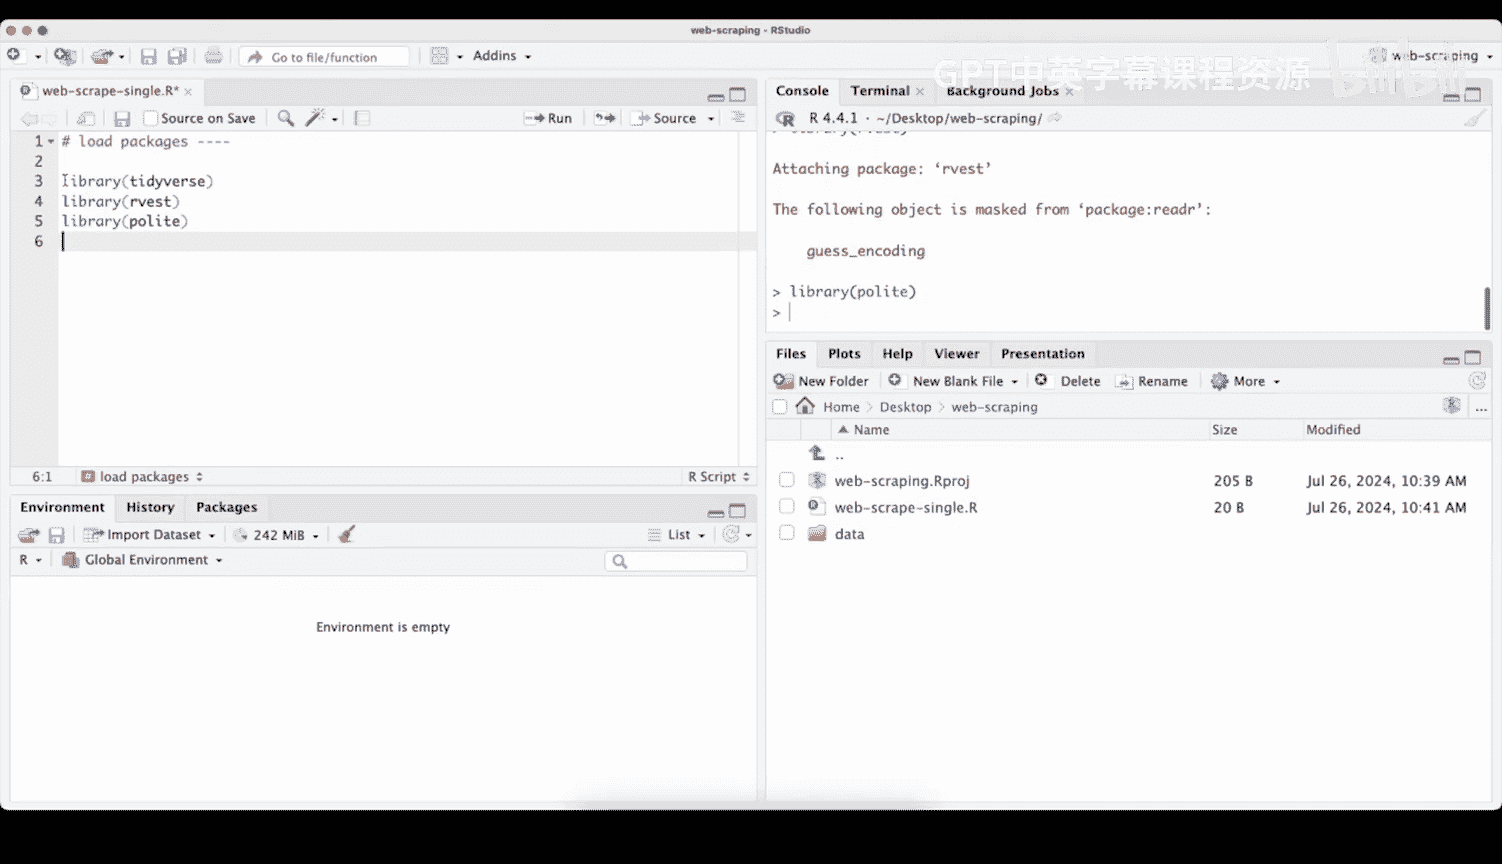 web-scraping - RStudio
Go to file/function
Addins
web-scraping
GPT中英字幕课程资源
web-scrape-single.R*
Source on Save
Run
Source
1 # load packages ----
2
3 library(tidyverse)
4 library(rvest)
5 library(polite)
6
6:1
load packages
R Script
Environment
History
Packages
Import Dataset
242 MiB
List
R
Global Environment
Environment is empty
Console
Terminal
Background Jobs
R 4.4.1 · ~/Desktop/web-scraping/
Attaching package: ‘rvest’
The following object is masked from ‘package:readr’:
guess_encoding
> library(polite)
>
Files
Plots
Help
Viewer
Presentation
New Folder
New Blank File
Delete
Rename
More
Home
Desktop
web-scraping
...
Name
Size
Modified
..
web-scraping.Rproj
205 B
Jul 26, 2024, 10:39 AM
web-scrape-single.R
20 B
Jul 26, 2024, 10:41 AM
data